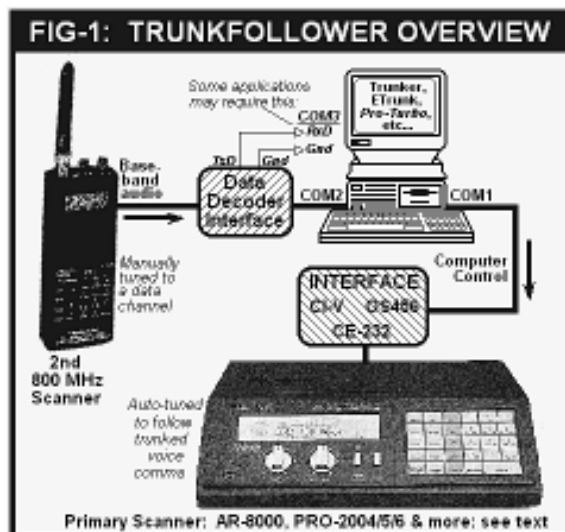 FIG-1: TRUNKFOLLOWER OVERVIEW
Some applications
may require this:
COM3
RxD
Gnd
TxD Gnd
Trunker,
ETrunk,
Pro-Turbo,
etc...
Base-
band
audio
Data
Decoder
Interface
COM2
COM1
Manually
tuned to
a data
channel
Computer
Control
INTERFACE
CI-V OS456
CE-232
2nd
800 MHz
Scanner
Auto-tuned
to follow
trunked
voice
comms
Primary Scanner: AR-8000, PRO-2004/5/6 & more: see text